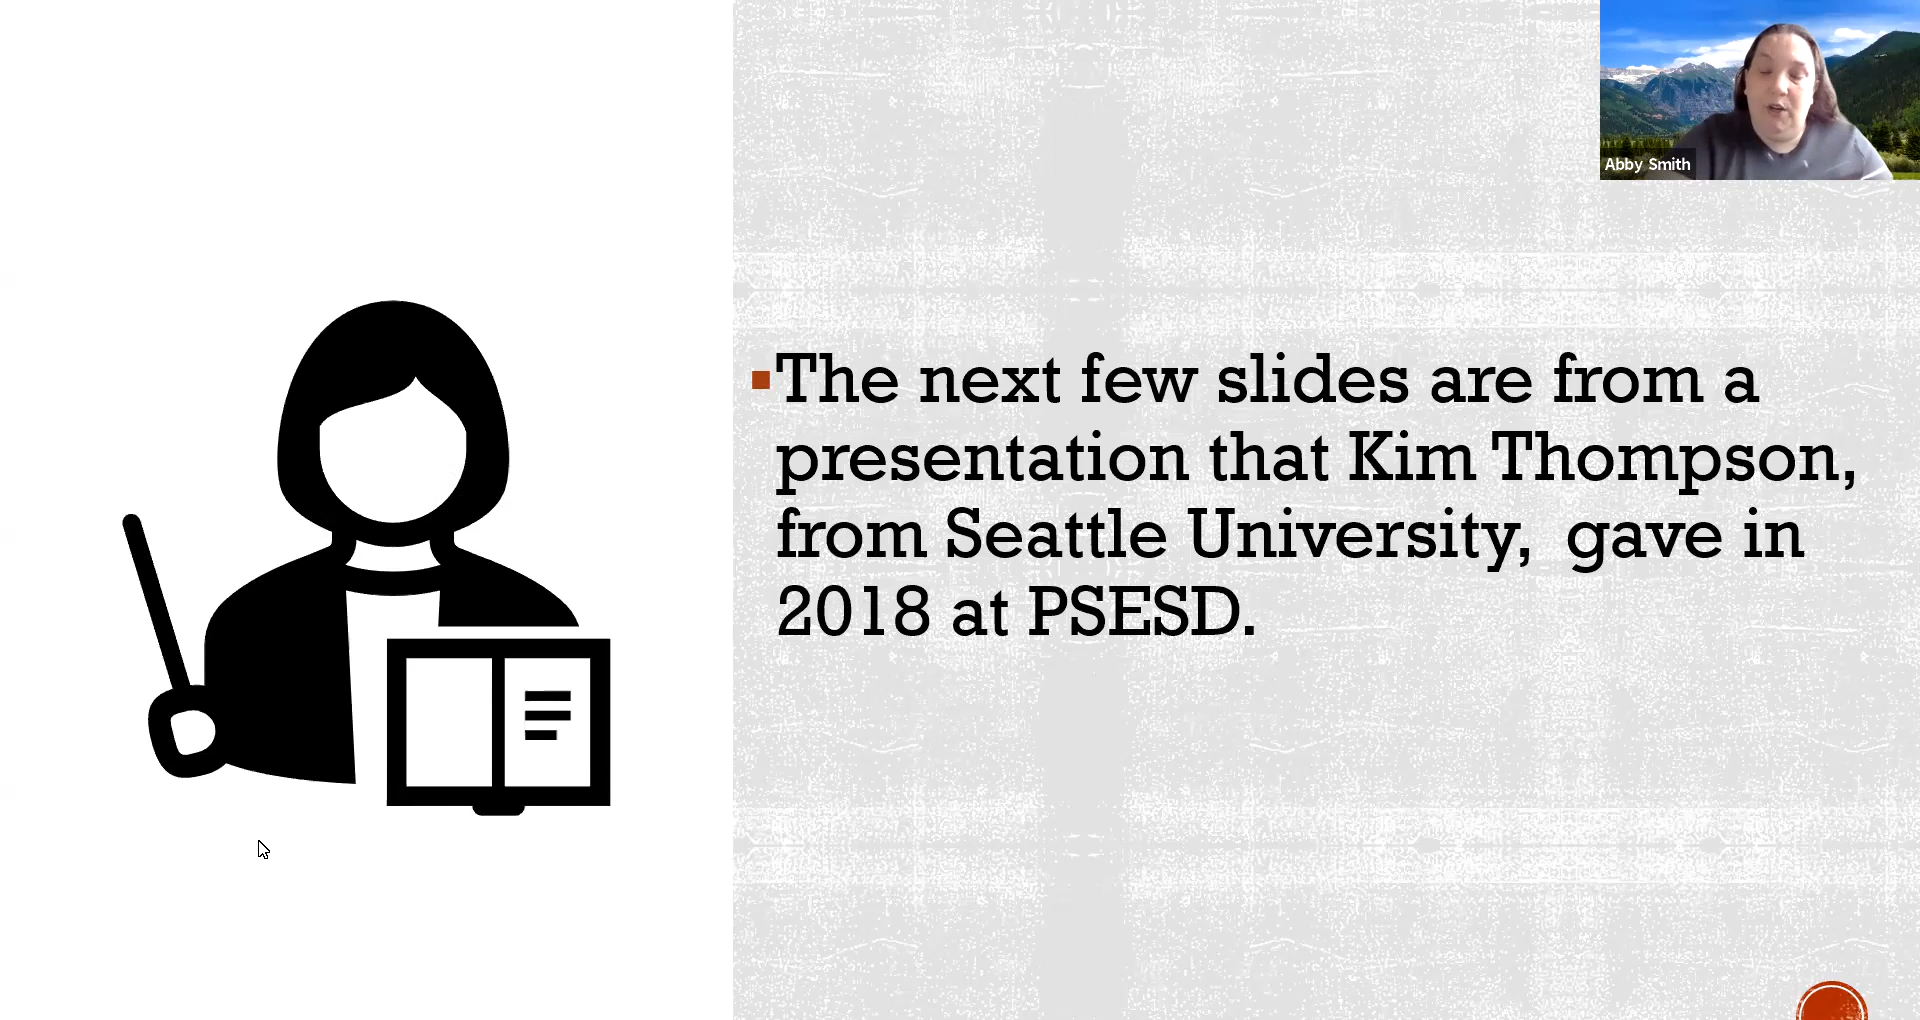 Abby Smith
The next few slides are from a
presentation that Kim Thompson,
from Seattle University,  gave in
2018 at PSESD.